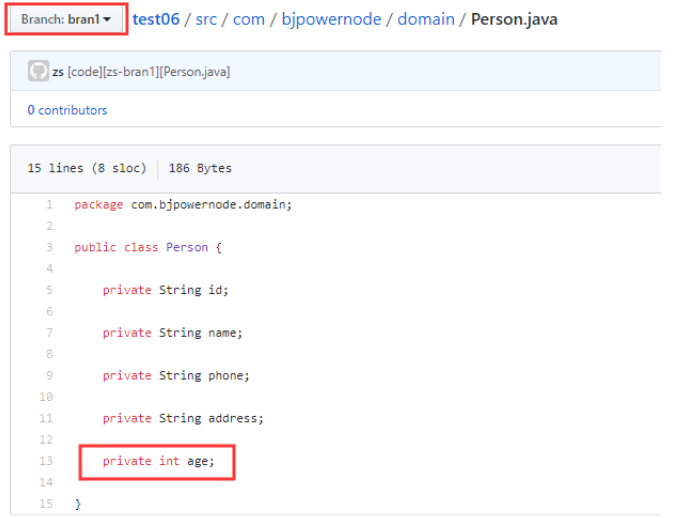 Branch: bran1 test06 / src / com / bjpowernode / domain / Person.java
zs [code][zs-bran1][Person.java]
0 contributors
15 lines (8 sloc) 186 Bytes
1 package com.bjpowernode.domain;
2
3 public class Person {
4
5 private String id;
6
7 private String name;
8
9 private String phone;
10
11 private String address;
12
13 private int age;
14
15 }